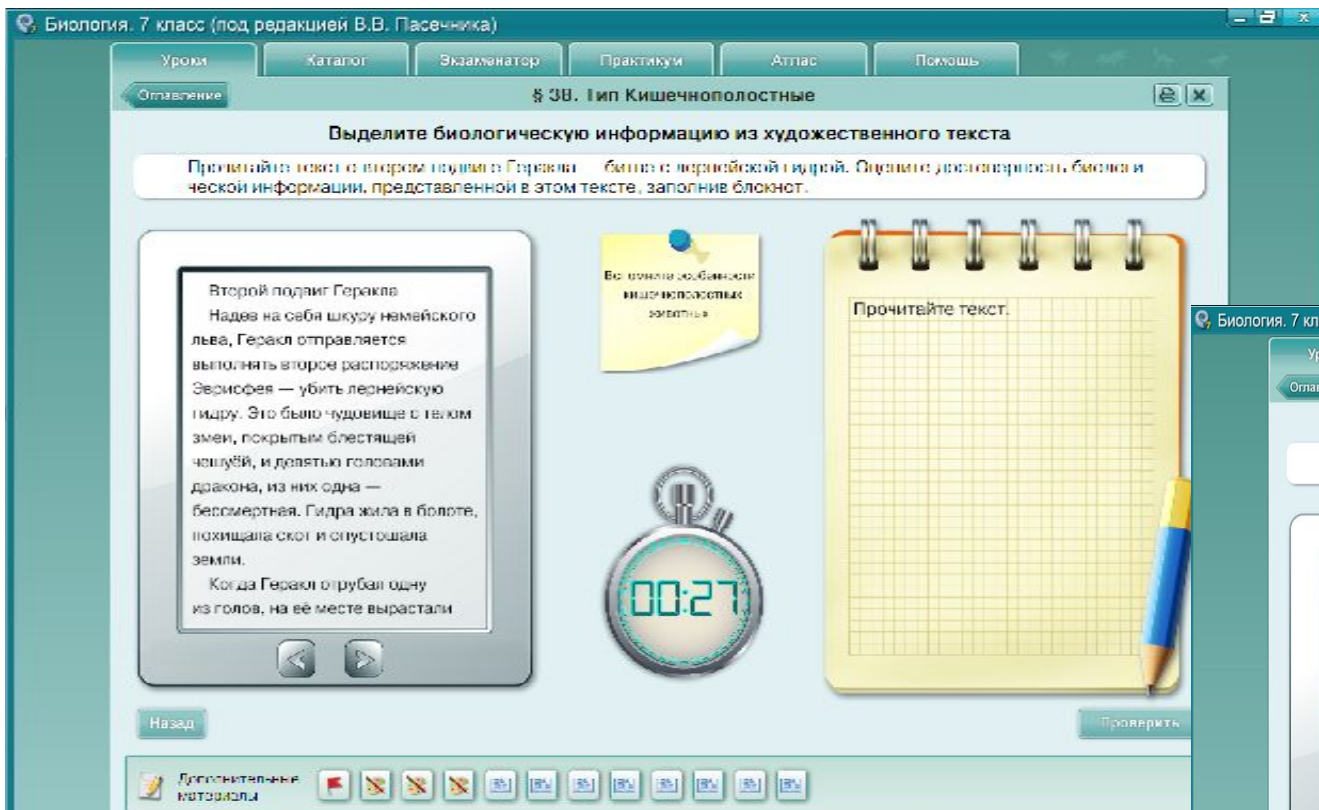 Биология. 7 класс (под редакцией В.В. Пасечника)
Уроки Каталог Экзаменатор Практикум Атлас Помощь
Оглавление
§ 38. Тип Кишечнополостные
Выделите биологическую информацию из художественного текста
Прочитайте текст о втором подвиге Геракла — битве с лернейской гидрой. Оцените достоверность биологи
ческой информации, представленной в этом тексте, заполнив блокнот.
Второй подвиг Геракла
Надев на себя шкуру немейского
льва, Геракл отправляется
выполнять второе распоряжение
Эврисфея — убить лернейскую
гидру. Это было чудовище с телом
змеи, покрытым блестящей
чешуёй, и девятью головами
дракона, из них одна —
бессмертная. Гидра жила в болоте,
похищала скот и опустошала
земли.
Когда Геракл отрубал одну
из голов, на её месте вырастали
Вспомните особенности
кишечнополостных
животных
00:27
Прочитайте текст.
Назад
Проверить
Дополнительные
материалы
Биология. 7 кл